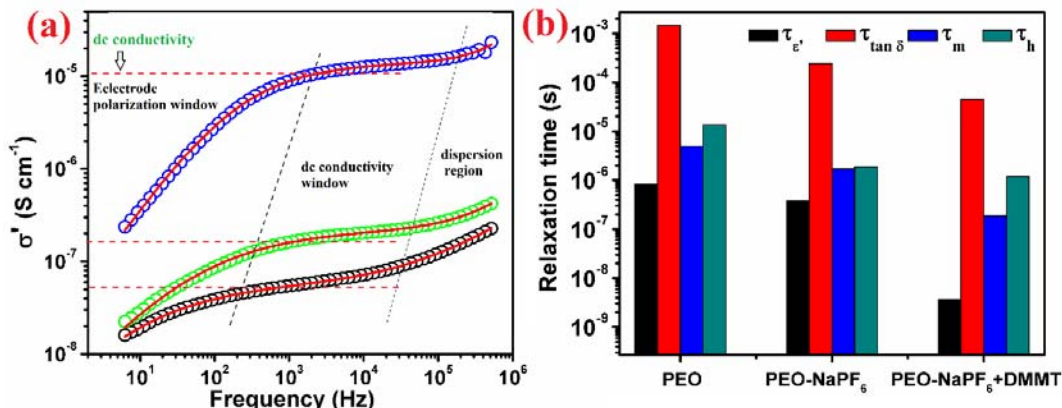 (a)
dc conductivity
Eelectrode
polarization window
dc conductivity
window
dispersion
region
σ' (S cm⁻¹)
10⁻⁵
10⁻⁶
10⁻⁷
10⁻⁸
10¹ 10² 10³ 10⁴ 10⁵ 10⁶
Frequency (Hz)
(b)
τε' τtan δ τm τh
Relaxation time (s)
10⁻³
10⁻⁴
10⁻⁵
10⁻⁶
10⁻⁷
10⁻⁸
10⁻⁹
PEO PEO-NaPF₆ PEO-NaPF₆+DMMT